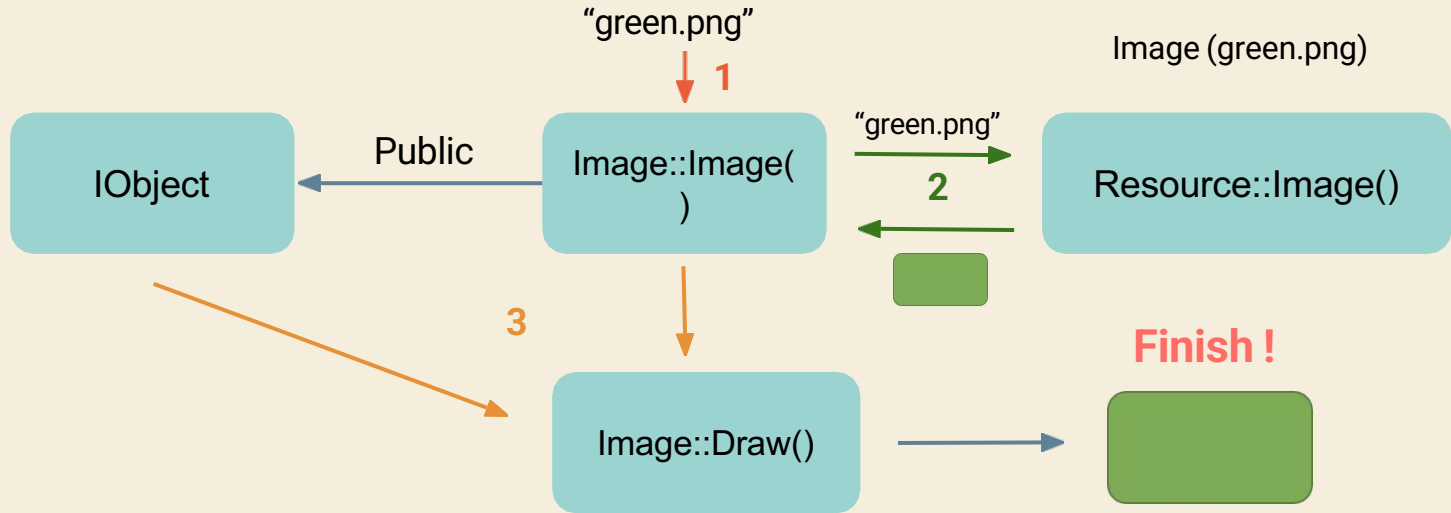 “green.png”
Image (green.png)
1
“green.png”
Public
IObject
Image::Image(
)
2
Resource::Image()
3
Finish !
Image::Draw()